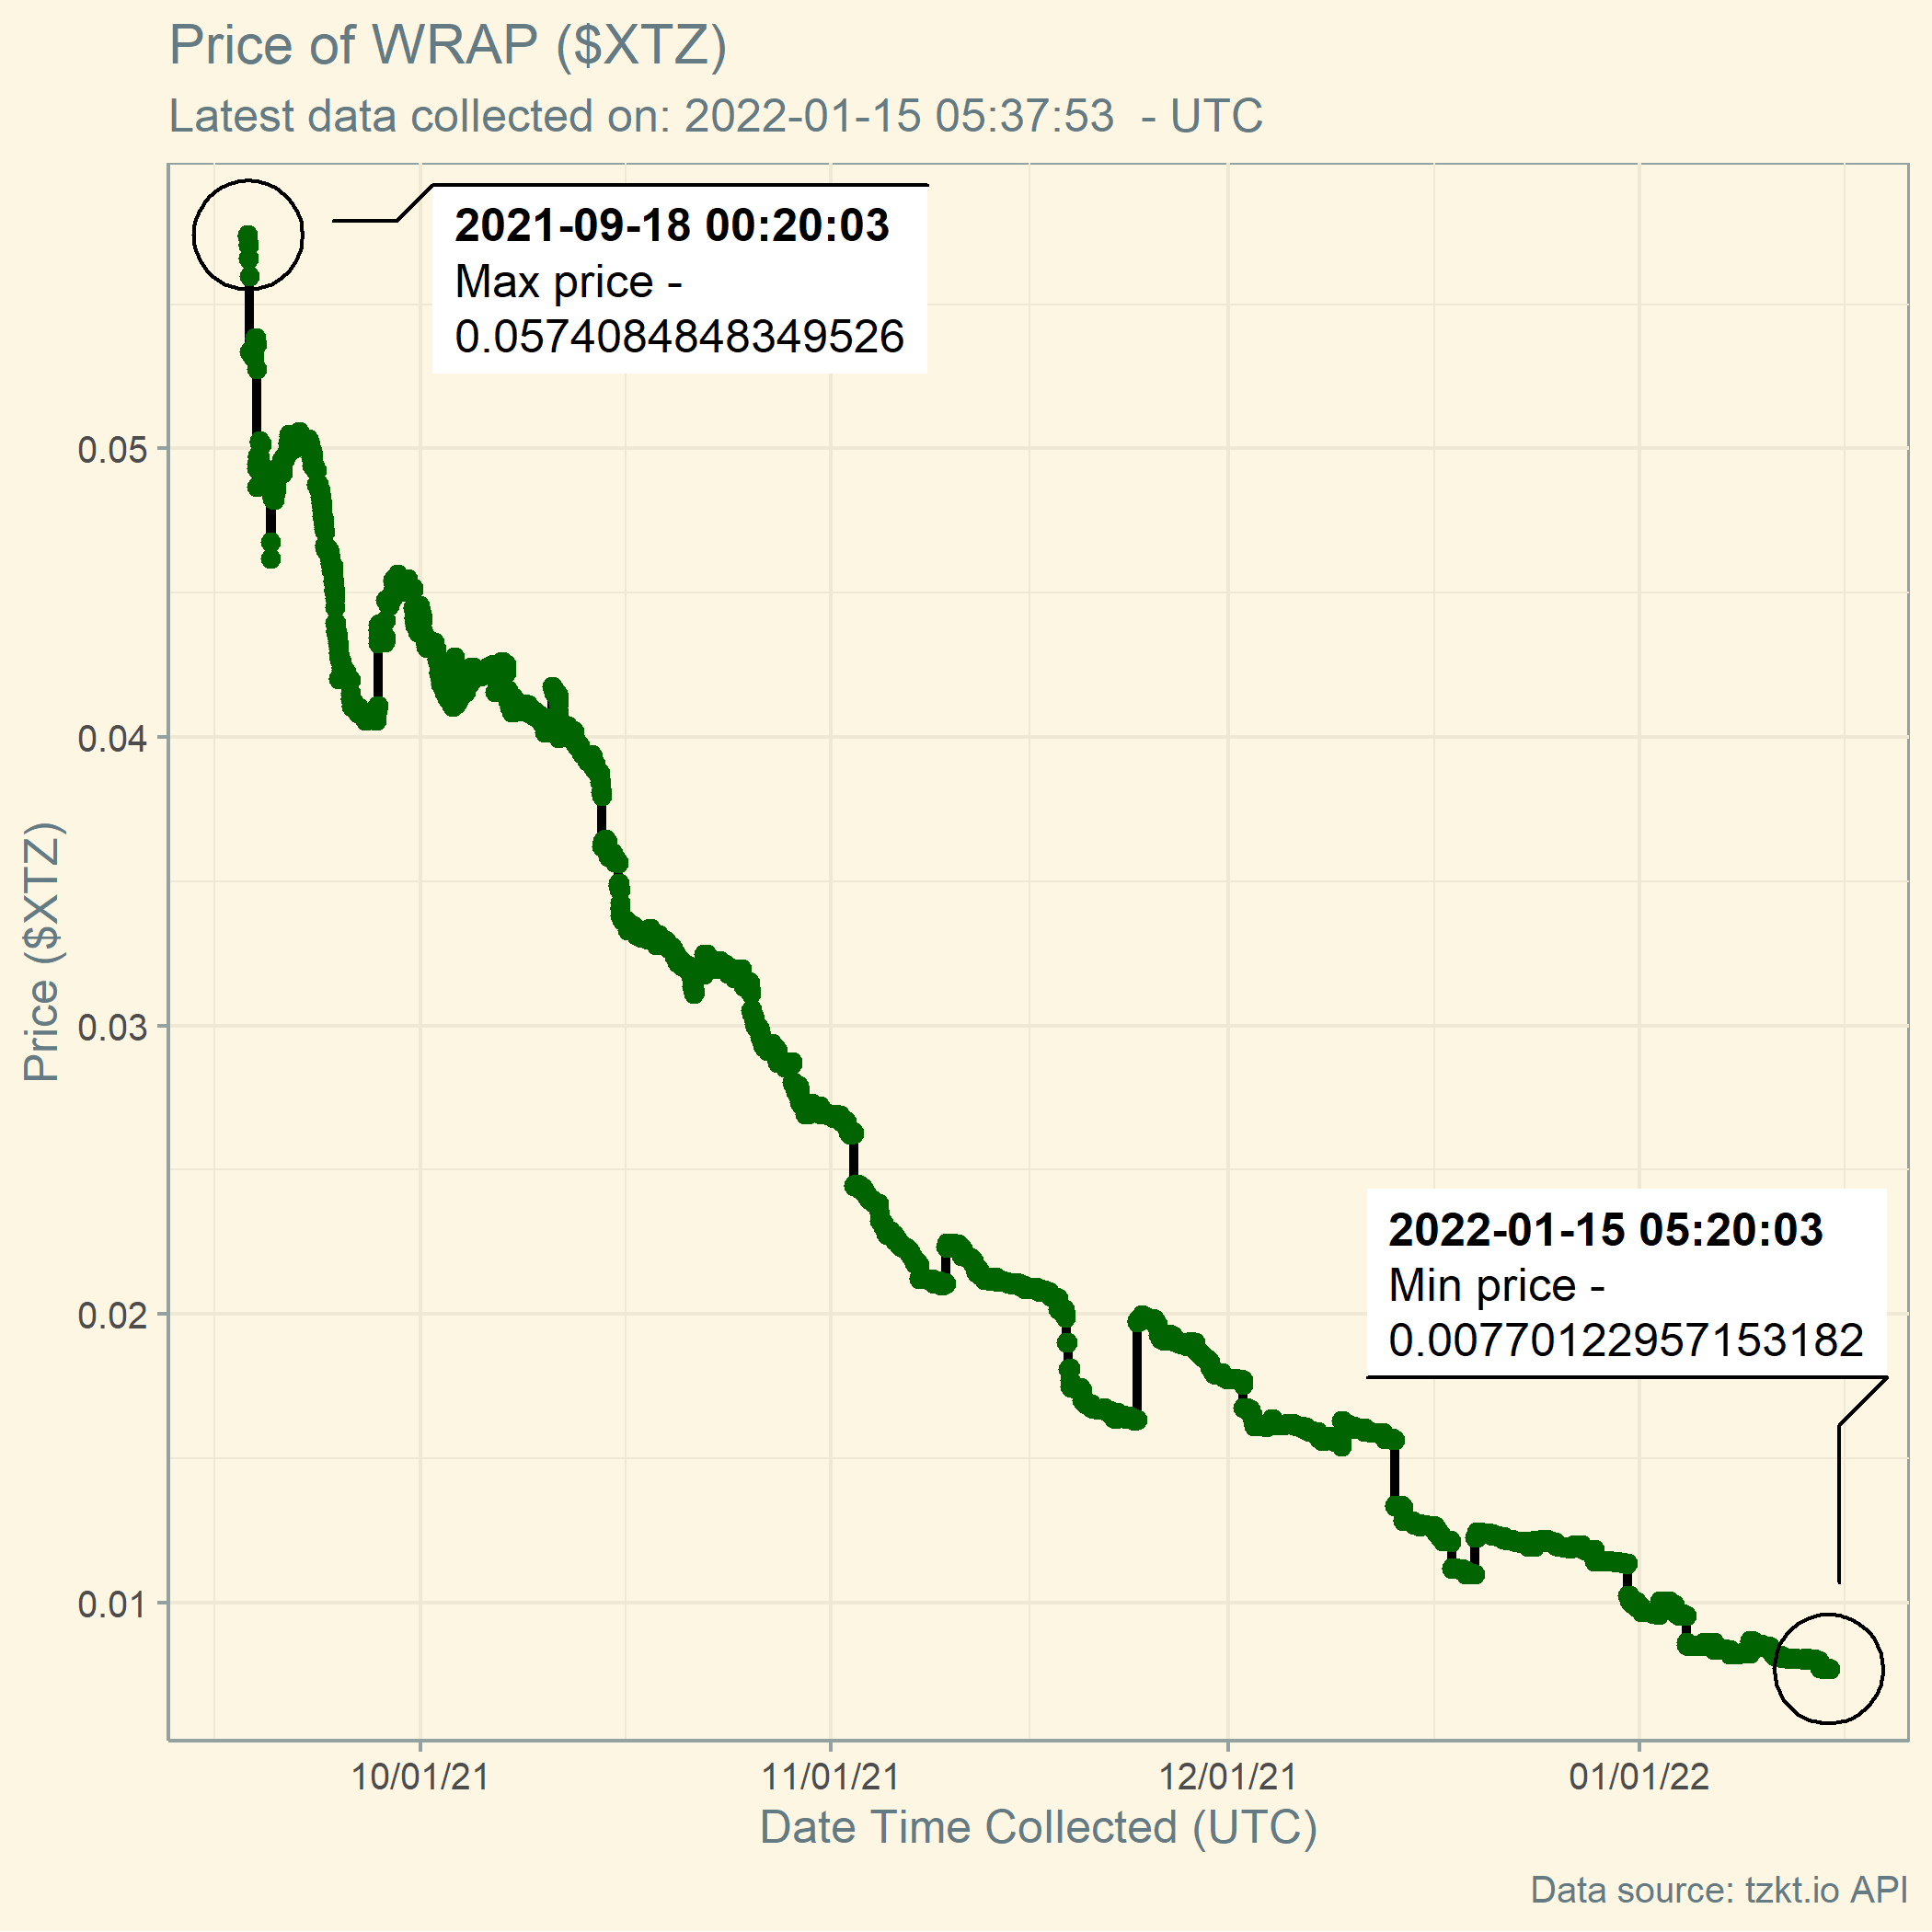 Price of WRAP ($XTZ)
Latest data collected on: 2022-01-15 05:37:53  - UTC
2021-09-18 00:20:03
Max price -
0.0574084848349526
0.05
0.04
0.03
0.02
0.01
Price ($XTZ)
2022-01-15 05:20:03
Min price -
0.00770122957153182
10/01/21
11/01/21
12/01/21
01/01/22
Date Time Collected (UTC)
Data source: tzkt.io API